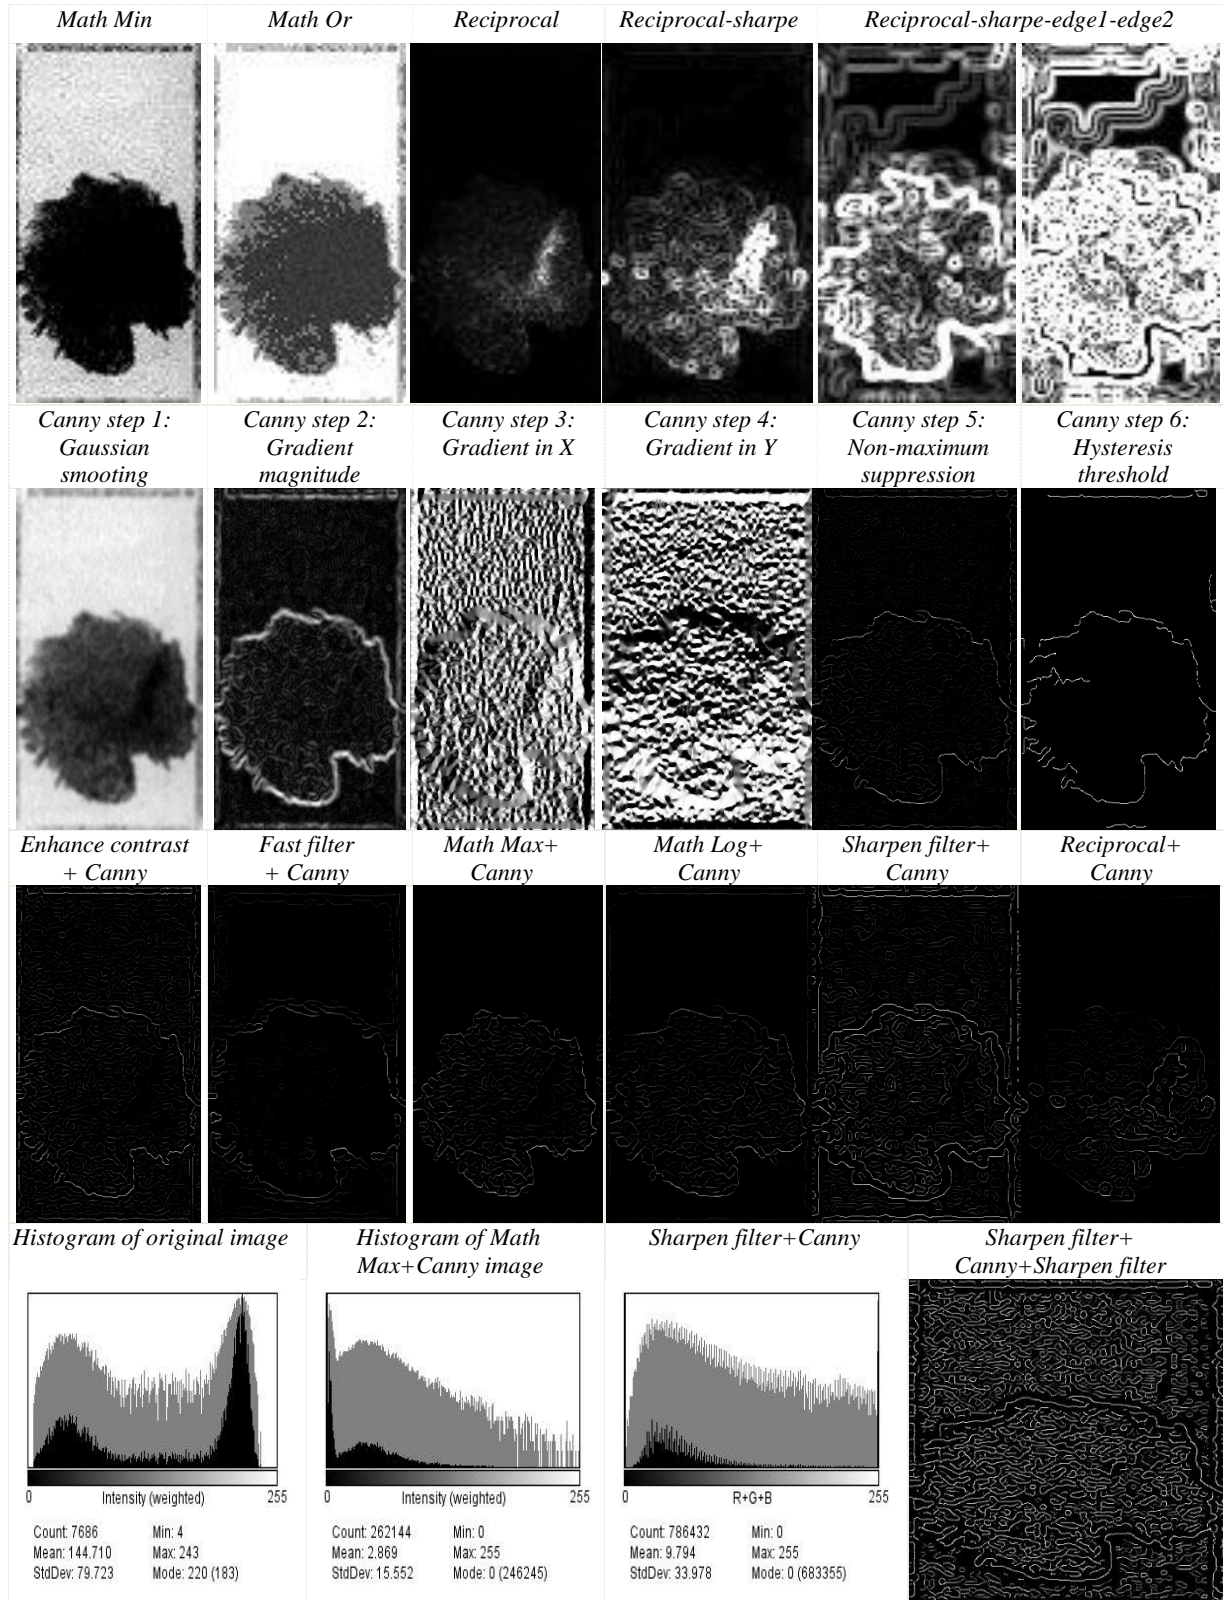 Math Min
Math Or
Reciprocal
Reciprocal-sharpe
Reciprocal-sharpe-edge1-edge2
Canny step 1:
Gaussian
smooting
Canny step 2:
Gradient
magnitude
Canny step 3:
Gradient in X
Canny step 4:
Gradient in Y
Canny step 5:
Non-maximum
suppression
Canny step 6:
Hysteresis
threshold
Enhance contrast
+ Canny
Fast filter
+ Canny
Math Max+
Canny
Math Log+
Canny
Sharpen filter+
Canny
Reciprocal+
Canny
Histogram of original image
Histogram of Math
Max+Canny image
Sharpen filter+Canny
Sharpen filter+
Canny+Sharpen filter
0 Intensity (weighted) 255
Count: 7686 Min: 4
Mean: 144.710 Max: 243
StdDev: 79.723 Mode: 220 (183)
0 Intensity (weighted) 255
Count: 262144 Min: 0
Mean: 2.869 Max: 255
StdDev: 15.552 Mode: 0 (246245)
0 R+G+B 255
Count: 786432 Min: 0
Mean: 9.794 Max: 255
StdDev: 33.978 Mode: 0 (683355)